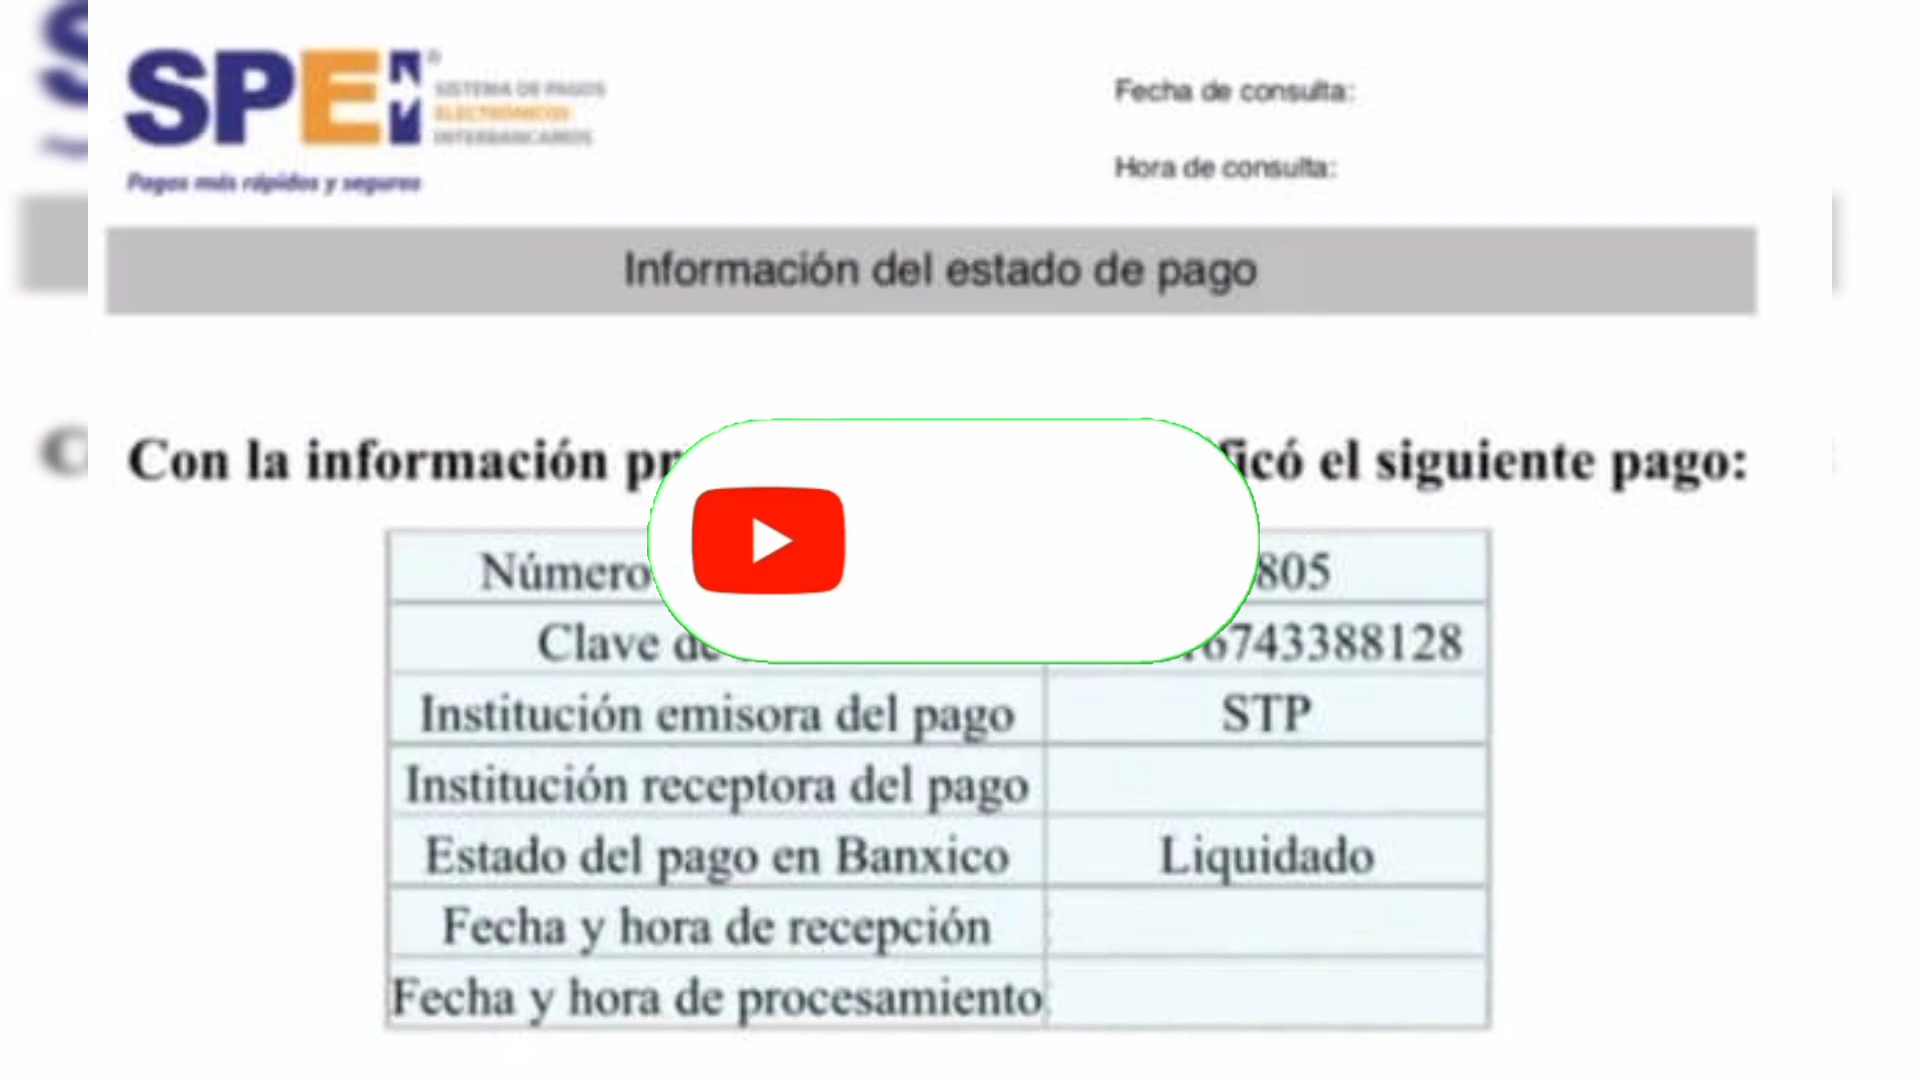 SPEI
SISTEMA DE PAGOS
ELECTRÓNICOS
INTERBANCARIOS
Pagos más rápidos y seguros
Fecha de consulta:
Hora de consulta:
Información del estado de pago
Con la información pr ficó el siguiente pago:
Número 805
Clave de 6743388128
Institución emisora del pago STP
Institución receptora del pago
Estado del pago en Banxico Liquidado
Fecha y hora de recepción
Fecha y hora de procesamiento